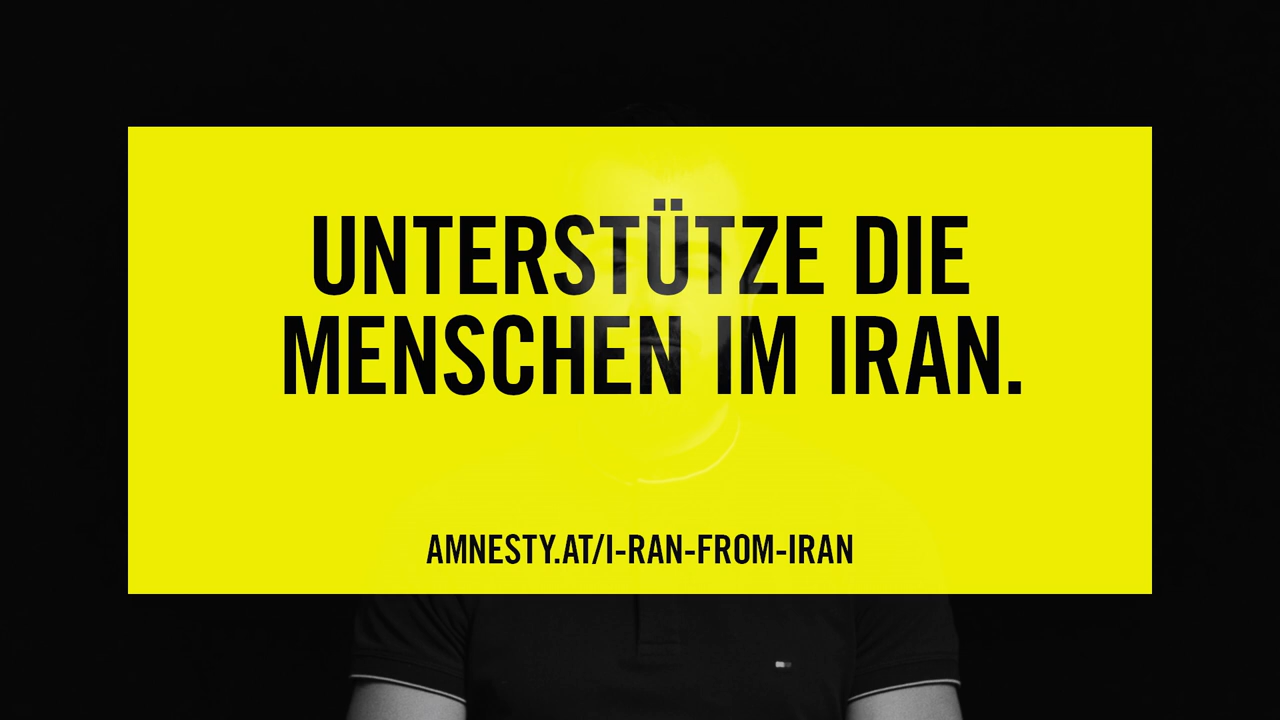 UNTERSTÜTZE DIE
MENSCHEN IM IRAN.
AMNESTY.AT/I-RAN-FROM-IRAN